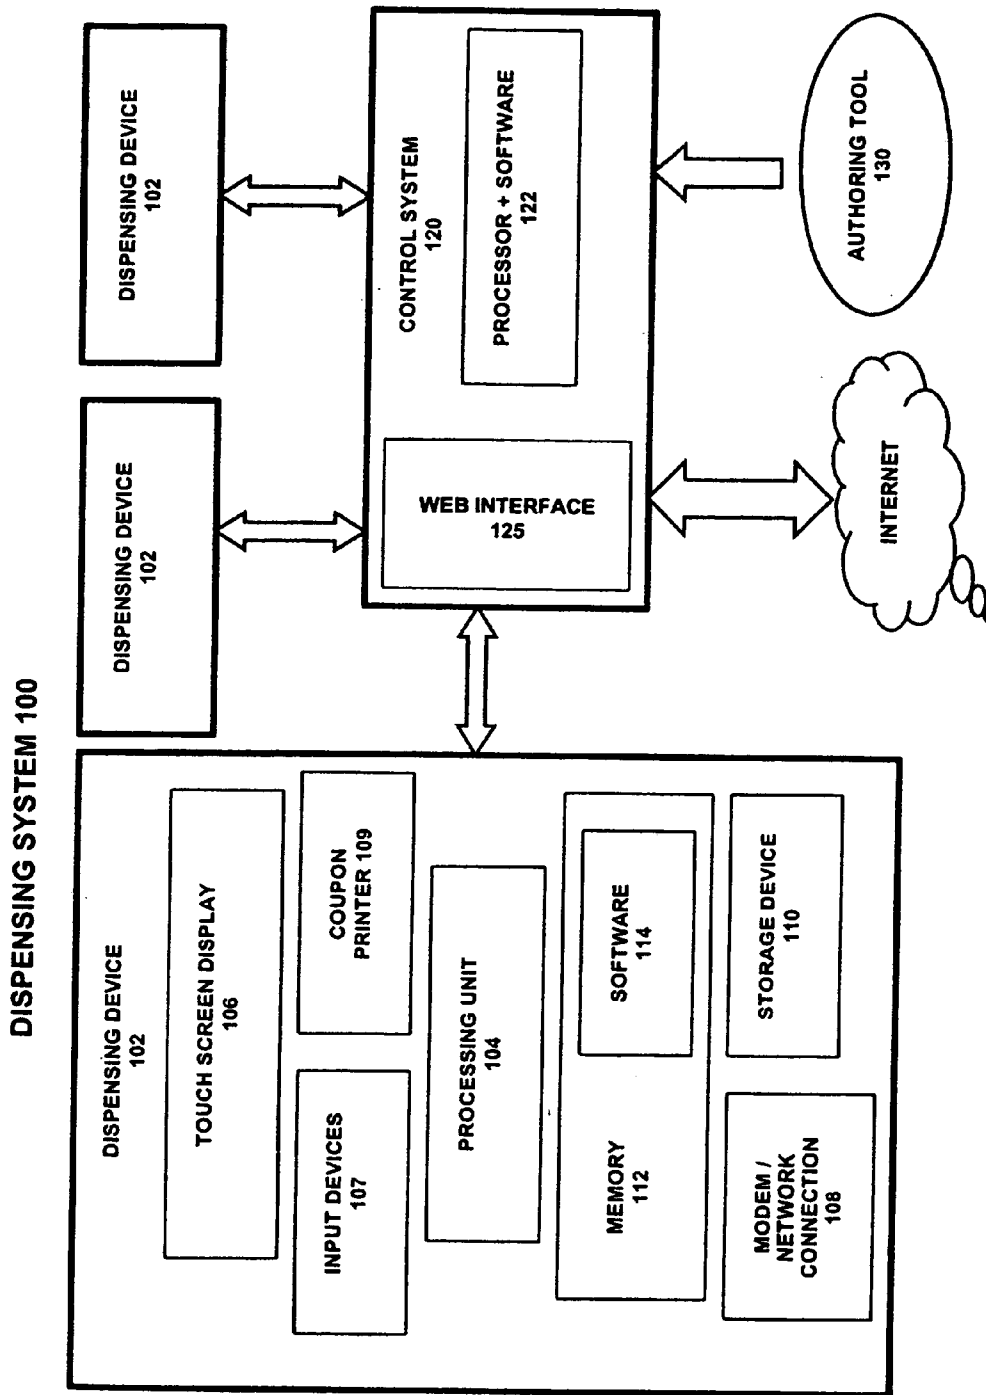 DISPENSING SYSTEM 100
DISPENSING DEVICE
102
TOUCH SCREEN DISPLAY
106
INPUT DEVICES
107
COUPON
PRINTER 109
PROCESSING UNIT
104
MEMORY
112
SOFTWARE
114
MODEM /
NETWORK
CONNECTION
108
STORAGE DEVICE
110
DISPENSING DEVICE
102
DISPENSING DEVICE
102
CONTROL SYSTEM
120
WEB INTERFACE
125
PROCESSOR + SOFTWARE
122
INTERNET
AUTHORING TOOL
130